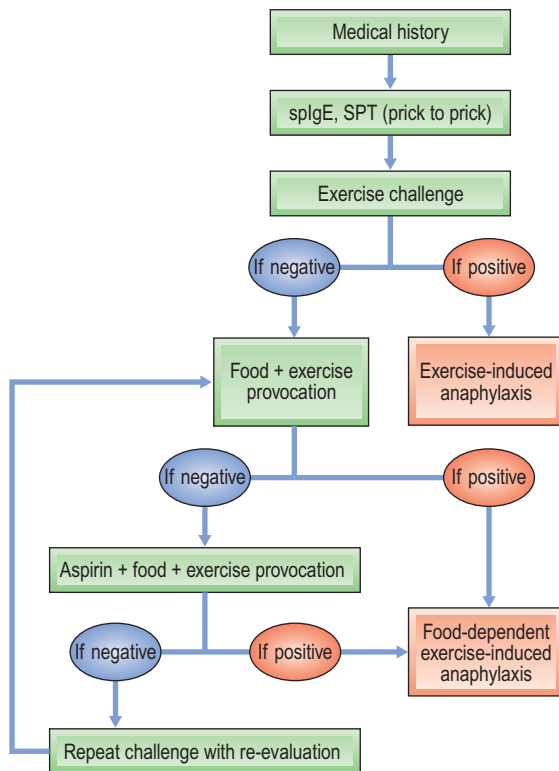 Medical history
spIgE, SPT (prick to prick)
Exercise challenge
If negative
If positive
Food + exercise
provocation
Exercise-induced
anaphylaxis
If negative
If positive
Aspirin + food + exercise provocation
If negative
If positive
Food-dependent
exercise-induced
anaphylaxis
Repeat challenge with re-evaluation